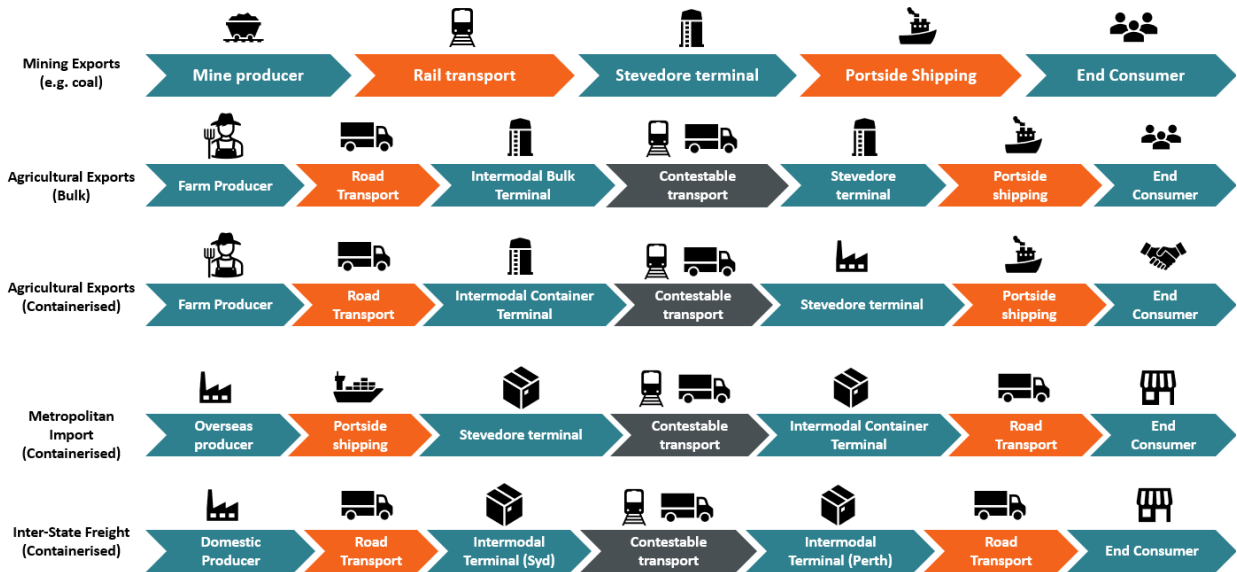 Mining Exports
(e.g. coal)
Mine producer
Rail transport
Stevedore terminal
Portside Shipping
End Consumer
Agricultural Exports
(Bulk)
Farm Producer
Road
Transport
Intermodal Bulk
Terminal
Contestable
transport
Stevedore
terminal
Portside
shipping
End
Consumer
Agricultural Exports
(Containerised)
Farm Producer
Road
Transport
Intermodal Container
Terminal
Contestable
transport
Stevedore terminal
Portside
shipping
End
Consumer
Metropolitan
Import
(Containerised)
Overseas
producer
Portside
shipping
Stevedore terminal
Contestable
transport
Intermodal Container
Terminal
Road
Transport
End
Consumer
Inter-State Freight
(Containerised)
Domestic
Producer
Road
Transport
Intermodal
Terminal (Syd)
Contestable
transport
Intermodal
Terminal (Perth)
Road
Transport
End Consumer